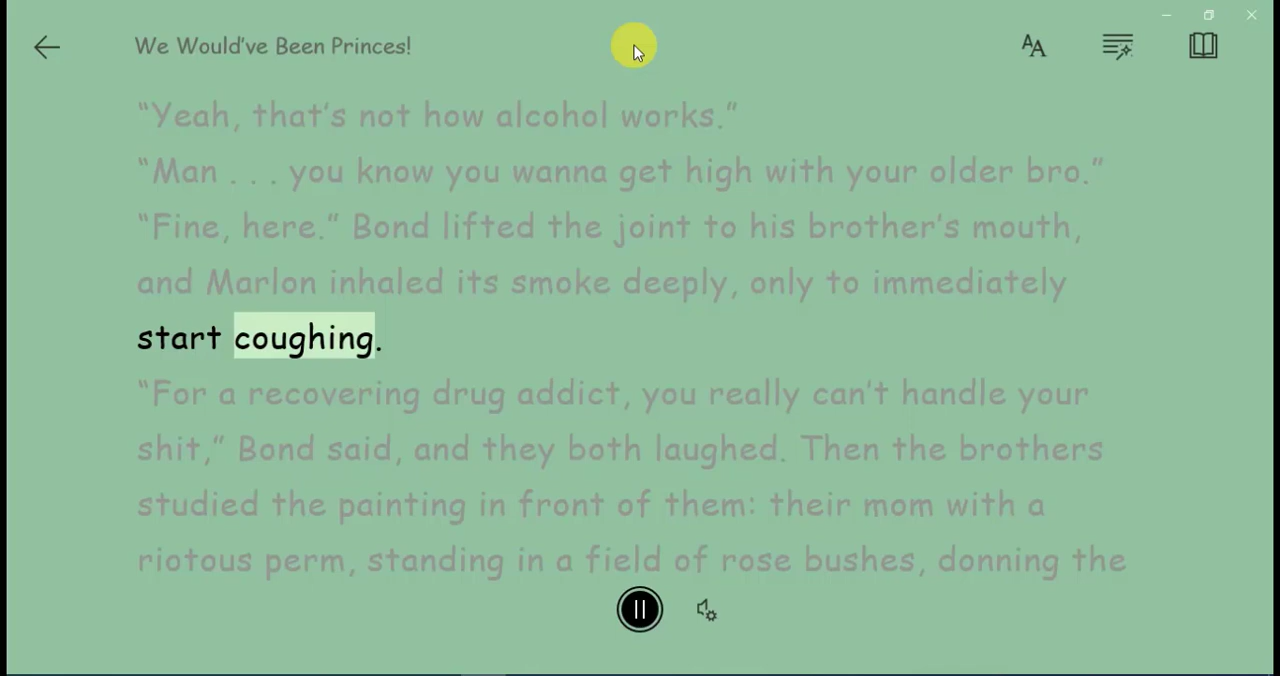 We Would've Been Princes!
AA
“Yeah, that’s not how alcohol works.”
“Man . . . you know you wanna get high with your older bro.”
“Fine, here.” Bond lifted the joint to his brother’s mouth,
and Marlon inhaled its smoke deeply, only to immediately
start coughing.
“For a recovering drug addict, you really can’t handle your
shit,” Bond said, and they both laughed. Then the brothers
studied the painting in front of them: their mom with a
riotous perm, standing in a field of rose bushes, donning the